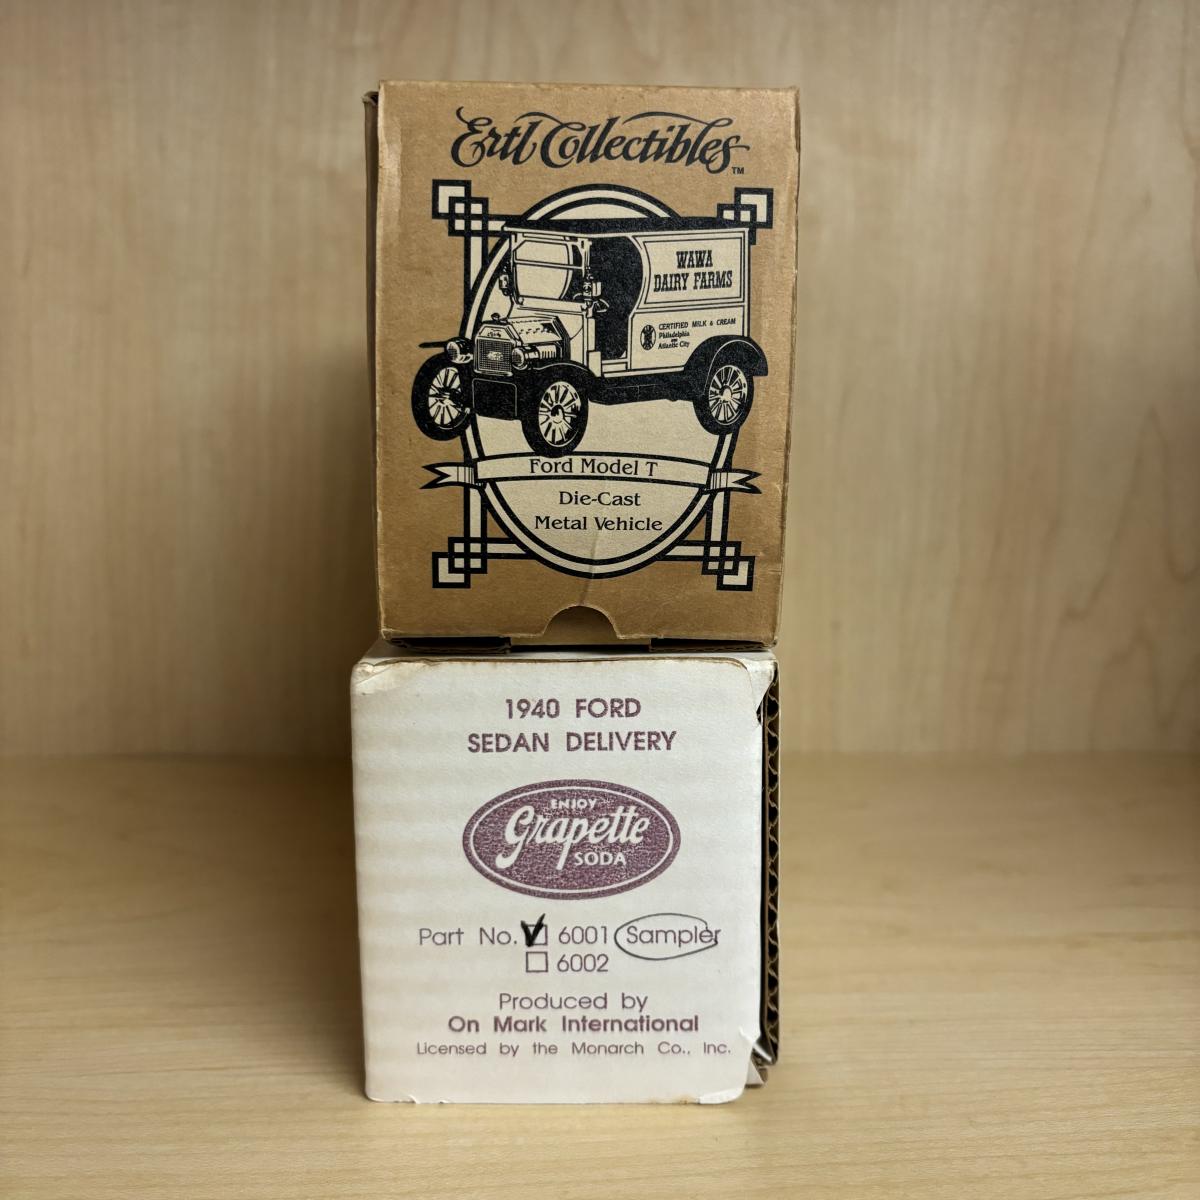 Ertl Collectibles™
WAWA
DAIRY FARMS
CERTIFIED MILK & CREAM
Philadelphia
AND
Atlantic City
Ford Model T
Die-Cast
Metal Vehicle
1940 FORD
SEDAN DELIVERY
ENJOY
Grapette
SODA
Part No. 6001 Sampler
6002
Produced by
On Mark International
Licensed by the Monarch Co., Inc.